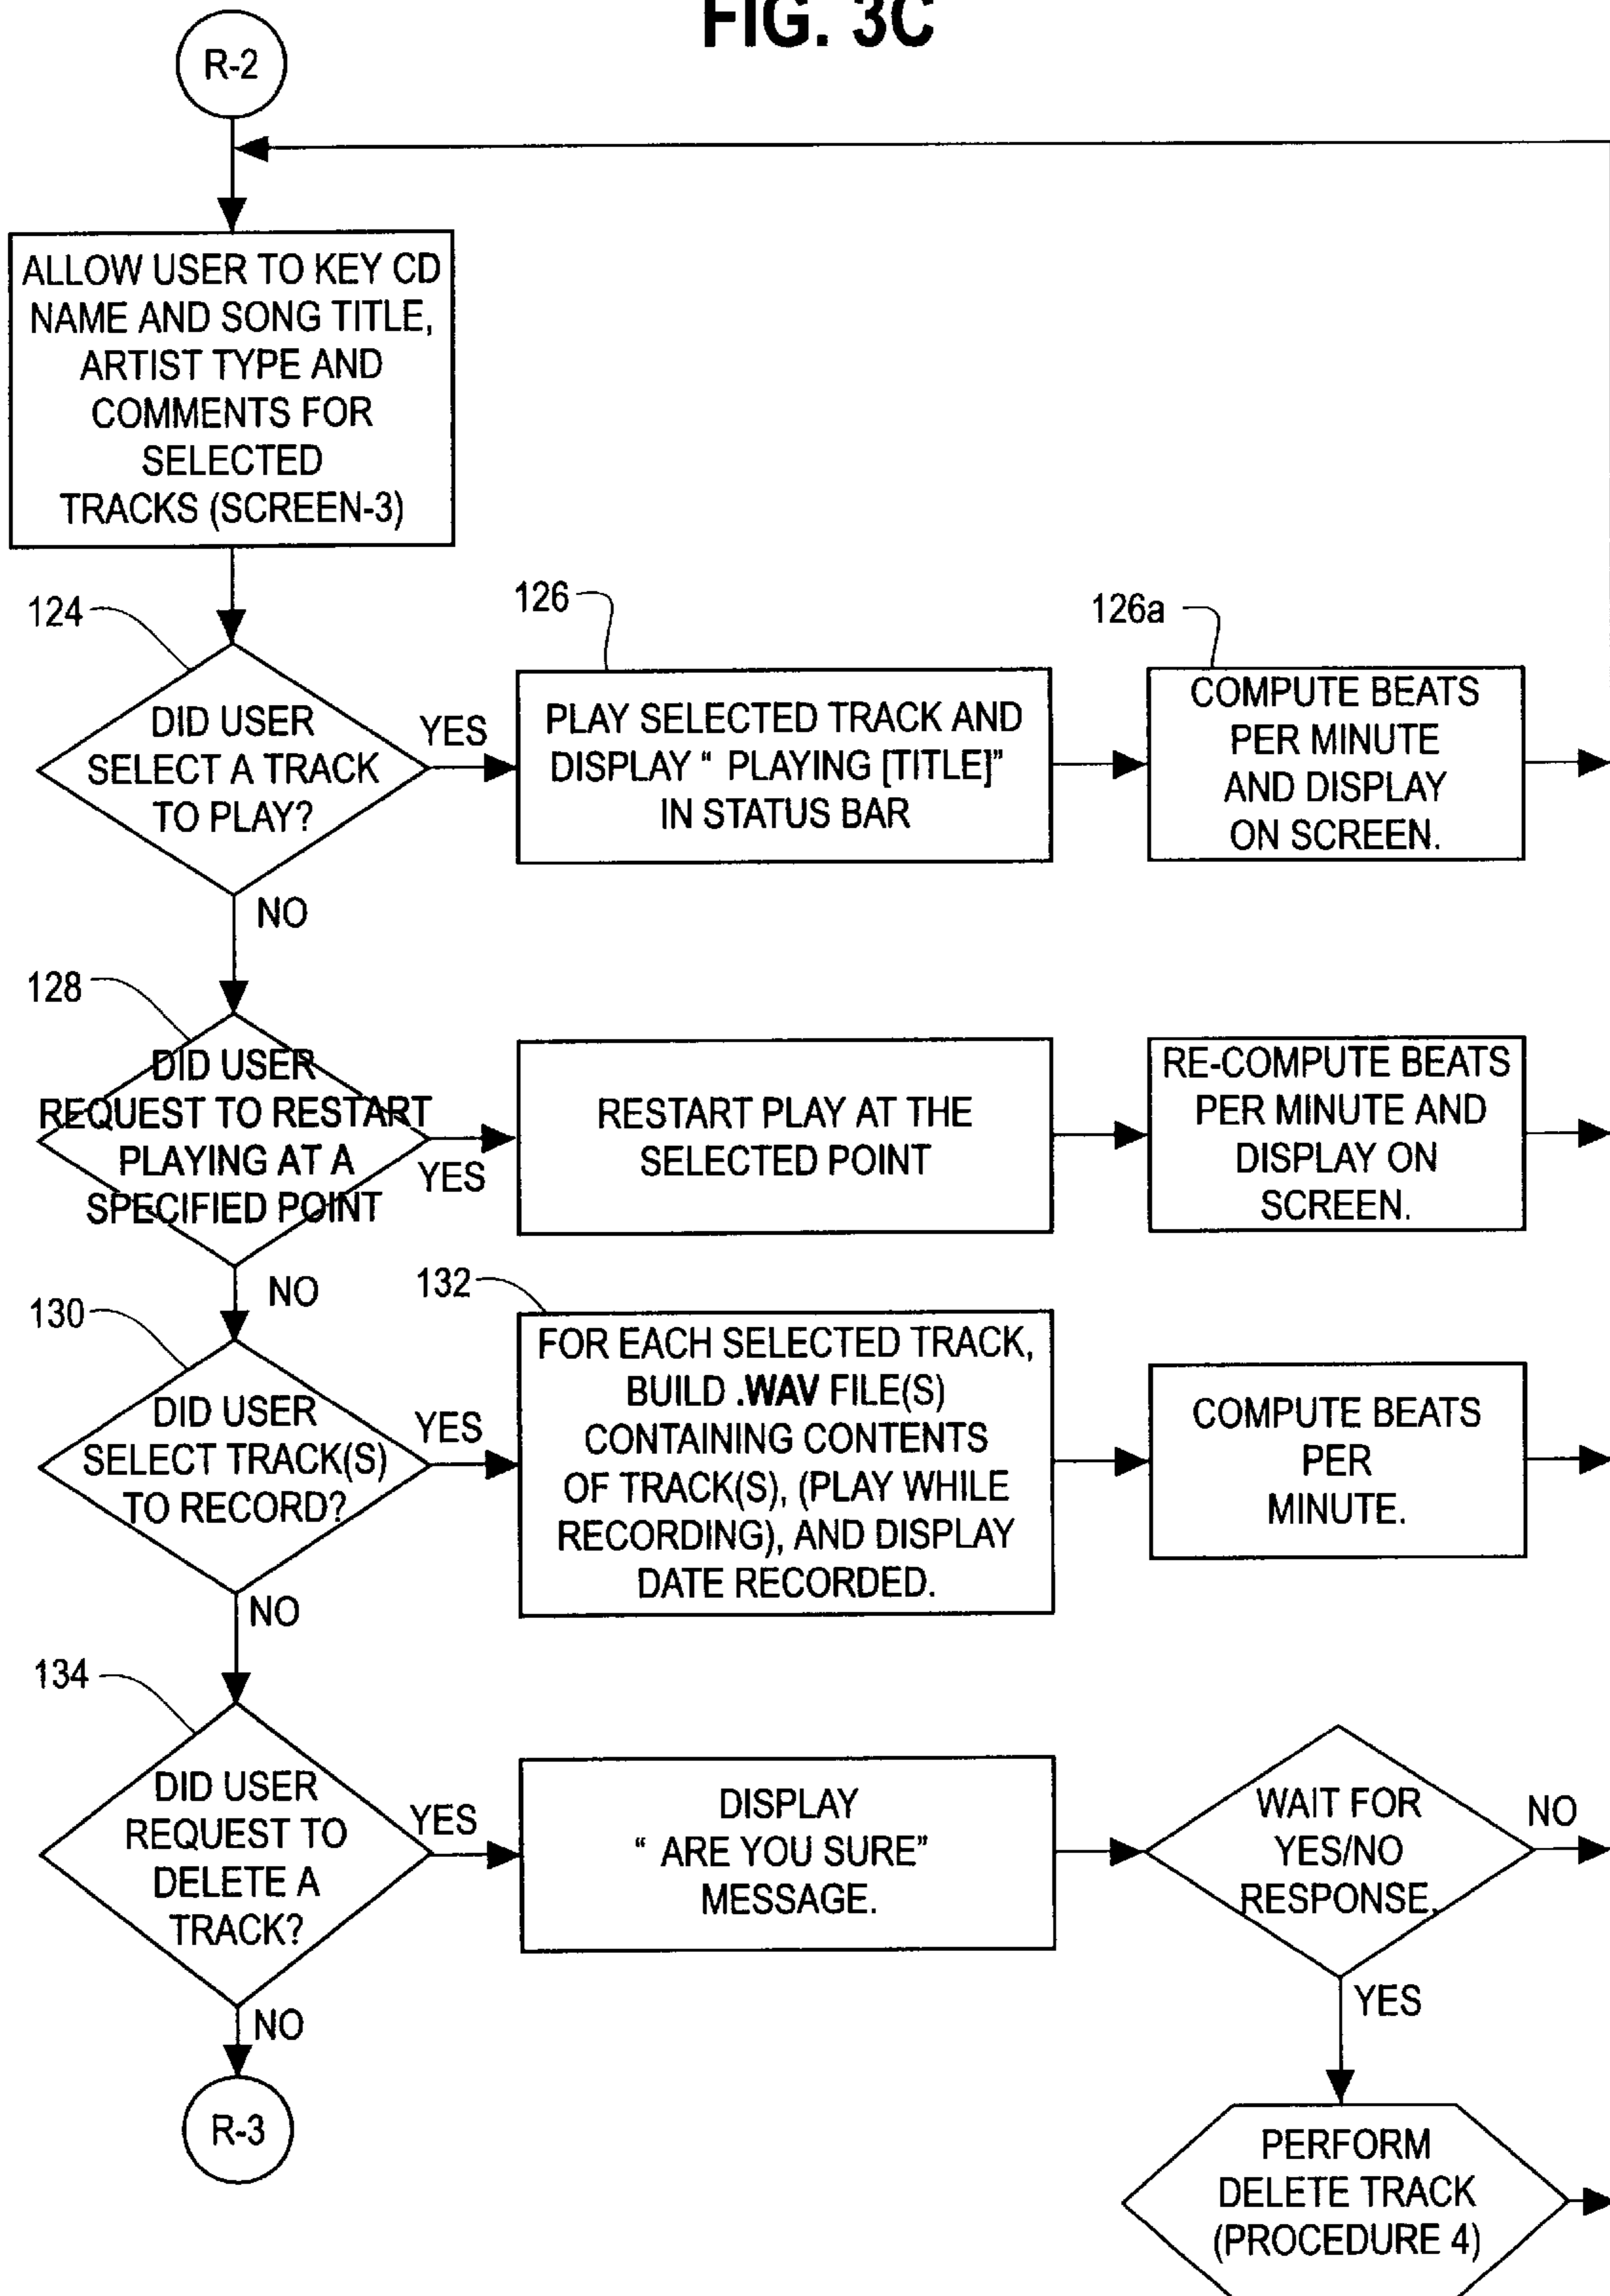 FIG. 3C
R-2
ALLOW USER TO KEY CD
NAME AND SONG TITLE,
ARTIST TYPE AND
COMMENTS FOR
SELECTED
TRACKS (SCREEN-3)
124
DID USER
SELECT A TRACK
TO PLAY?
YES
NO
126
PLAY SELECTED TRACK AND
DISPLAY “ PLAYING [TITLE]”
IN STATUS BAR
126a
COMPUTE BEATS
PER MINUTE
AND DISPLAY
ON SCREEN.
128
DID USER
REQUEST TO RESTART
PLAYING AT A
SPECIFIED POINT
YES
NO
RESTART PLAY AT THE
SELECTED POINT
RE-COMPUTE BEATS
PER MINUTE AND
DISPLAY ON
SCREEN.
130
DID USER
SELECT TRACK(S)
TO RECORD?
YES
NO
132
FOR EACH SELECTED TRACK,
BUILD .WAV FILE(S)
CONTAINING CONTENTS
OF TRACK(S), (PLAY WHILE
RECORDING), AND DISPLAY
DATE RECORDED.
COMPUTE BEATS
PER
MINUTE.
134
DID USER
REQUEST TO
DELETE A
TRACK?
YES
NO
DISPLAY
“ ARE YOU SURE”
MESSAGE.
WAIT FOR
YES/NO
RESPONSE.
NO
YES
R-3
PERFORM
DELETE TRACK
(PROCEDURE 4)